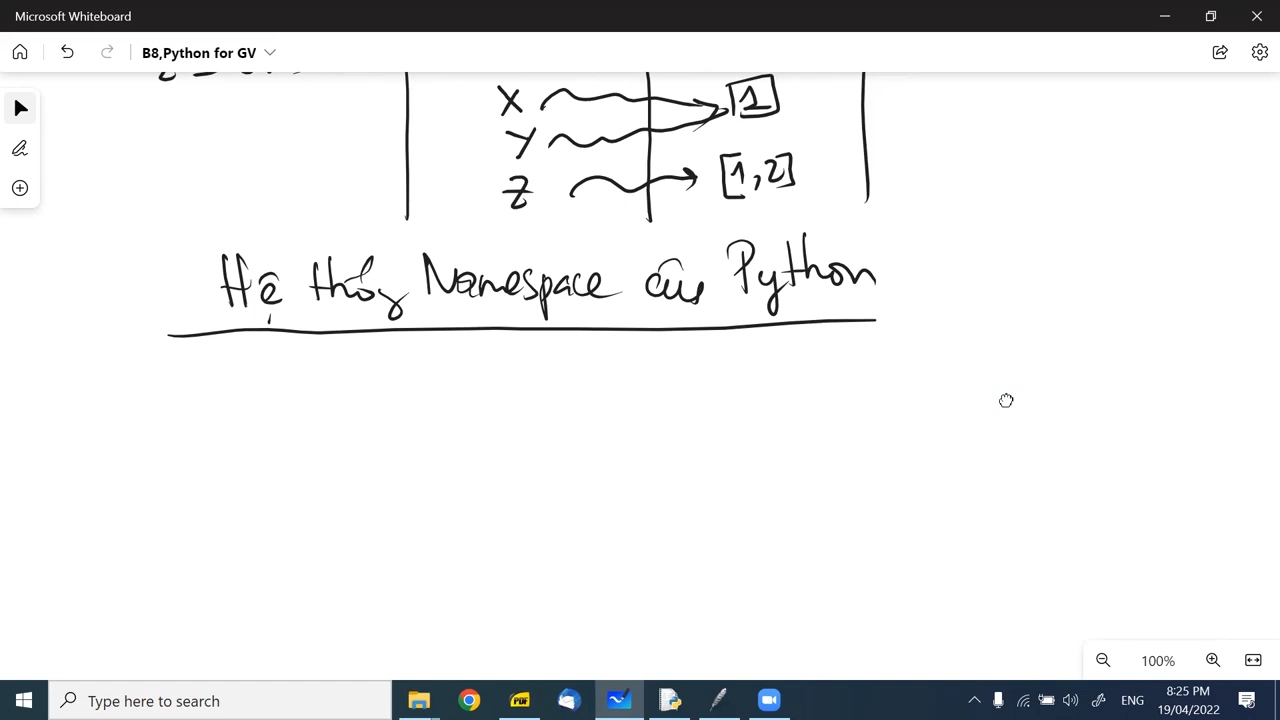 Microsoft Whiteboard
B8,Python for GV
X
1
Y
Z
[1,2]
Hệ thống Namespace của Python
100%
Type here to search
PDF
ENG
8:25 PM
19/04/2022